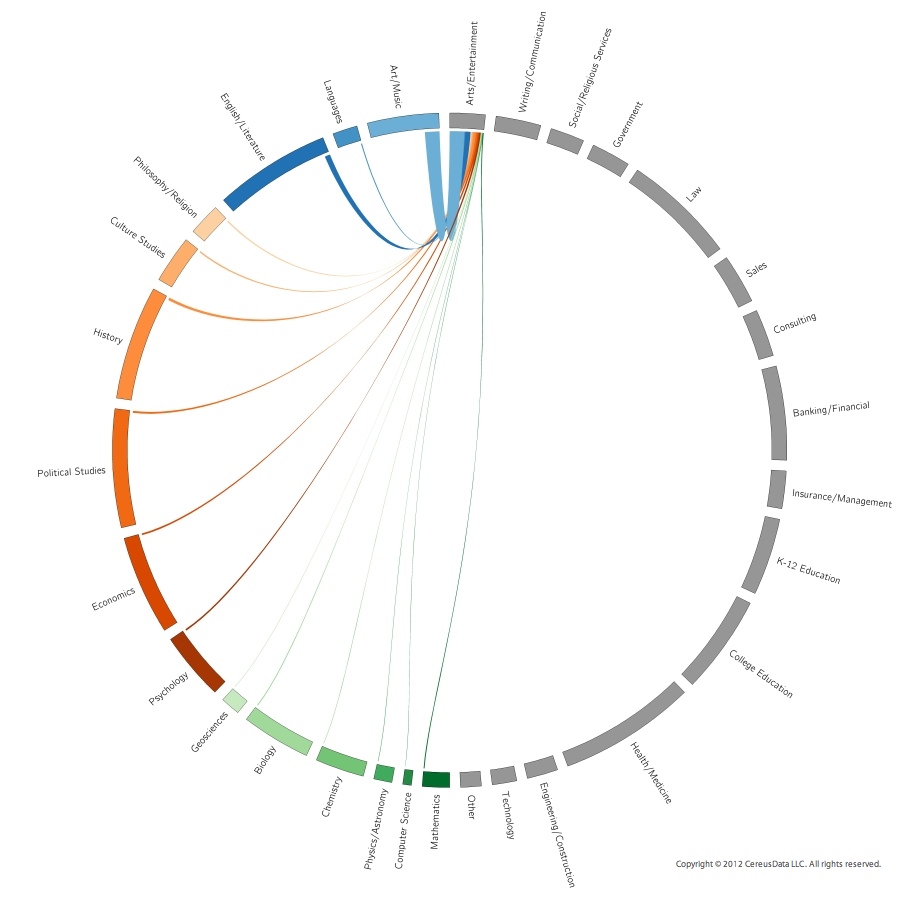 Arts/Entertainment
Writing/Communication
Social/Religious Services
Government
Law
Sales
Consulting
Banking/Financial
Insurance/Management
K-12 Education
College Education
Health/Medicine
Engineering/Construction
Technology
Other
Mathematics
Computer Science
Physics/Astronomy
Chemistry
Biology
Geosciences
Psychology
Economics
Political Studies
History
Culture Studies
Philosophy/Religion
English/Literature
Languages
Art/Music
Copyright © 2012 CereusData LLC. All rights reserved.